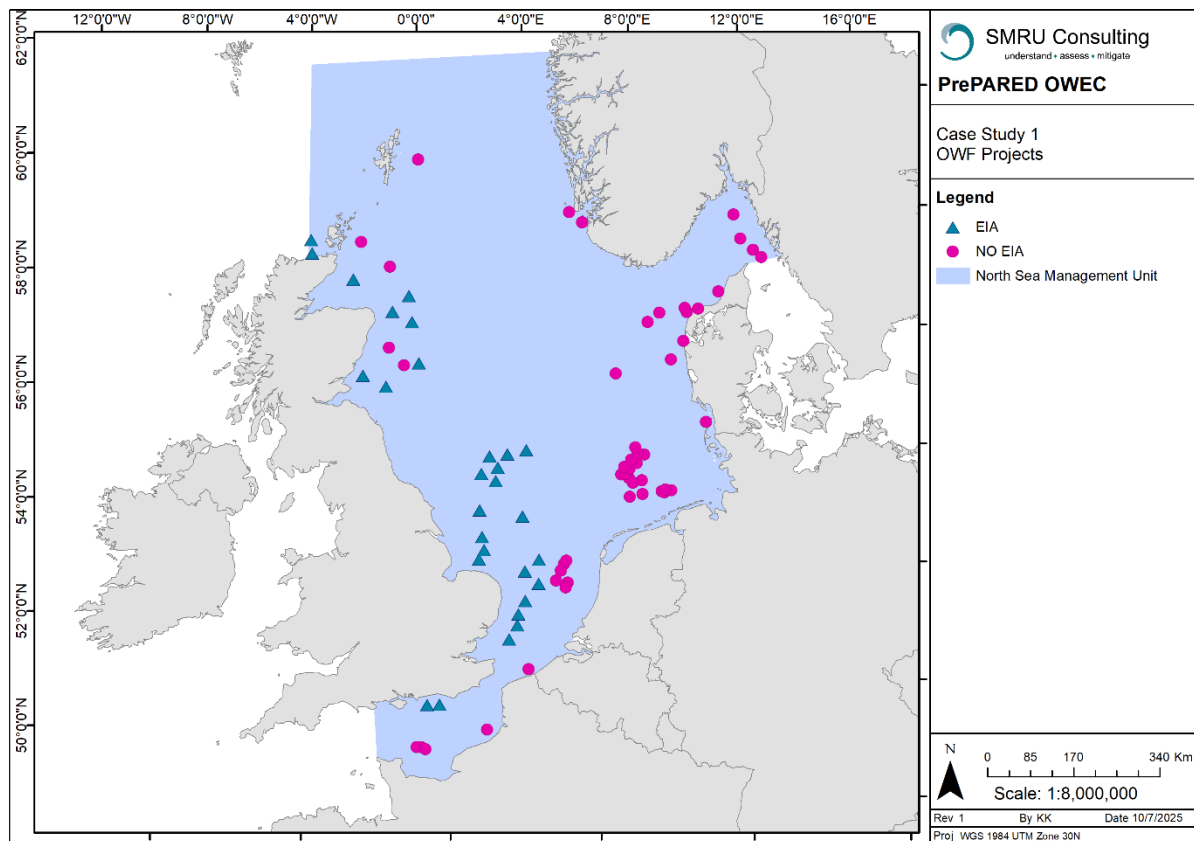 12°0'0"W 8°0'0"W 4°0'0"W 0°0'0" 4°0'0"E 8°0'0"E 12°0'0"E 16°0'0"E
62°0'0"N
60°0'0"N
58°0'0"N
56°0'0"N
54°0'0"N
52°0'0"N
50°0'0"N
SMRU Consulting
understand • assess • mitigate
PrePARED OWEC
Case Study 1
OWF Projects
Legend
EIA
NO EIA
North Sea Management Unit
N
0 85 170 340 Km
Scale: 1:8,000,000
Rev 1 By KK Date 10/7/2025
Proj WGS 1984 UTM Zone 30N